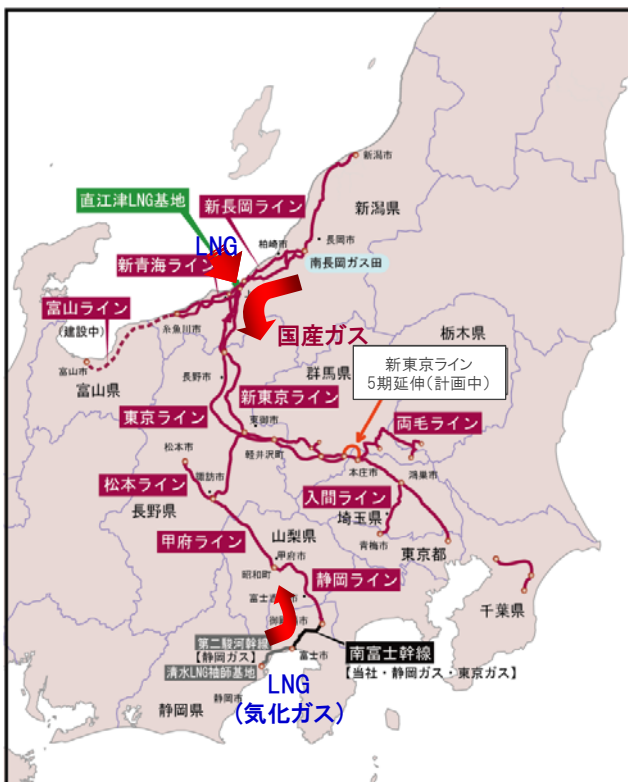 新潟市
直江津LNG基地
新長岡ライン
新潟県
LNG
柏崎市
長岡市
新青海ライン
南長岡ガス田
富山ライン
(建設中)
糸魚川市
国産ガス
栃木県
富山市
富山県
長野市
群馬県
新東京ライン
5期延伸(計画中)
新東京ライン
東京ライン
東御市
両毛ライン
松本市
軽井沢町
本庄市
鴻巣市
諏訪市
松本ライン
入間ライン
長野県
埼玉県
山梨県
甲府ライン
甲府市
青梅市
東京都
昭和町
静岡ライン
千葉県
第二駿河幹線
【静岡ガス】
富士市
南富士幹線
【当社・静岡ガス・東京ガス】
清水LNG袖師基地
静岡市
LNG
(気化ガス)
静岡県